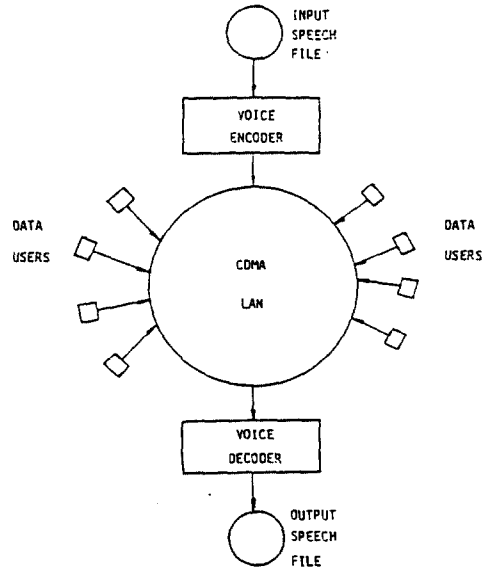 INPUT
SPEECH
FILE
VOICE
ENCODER
DATA
USERS
CDMA
LAN
DATA
USERS
VOICE
DECODER
OUTPUT
SPEECH
FILE